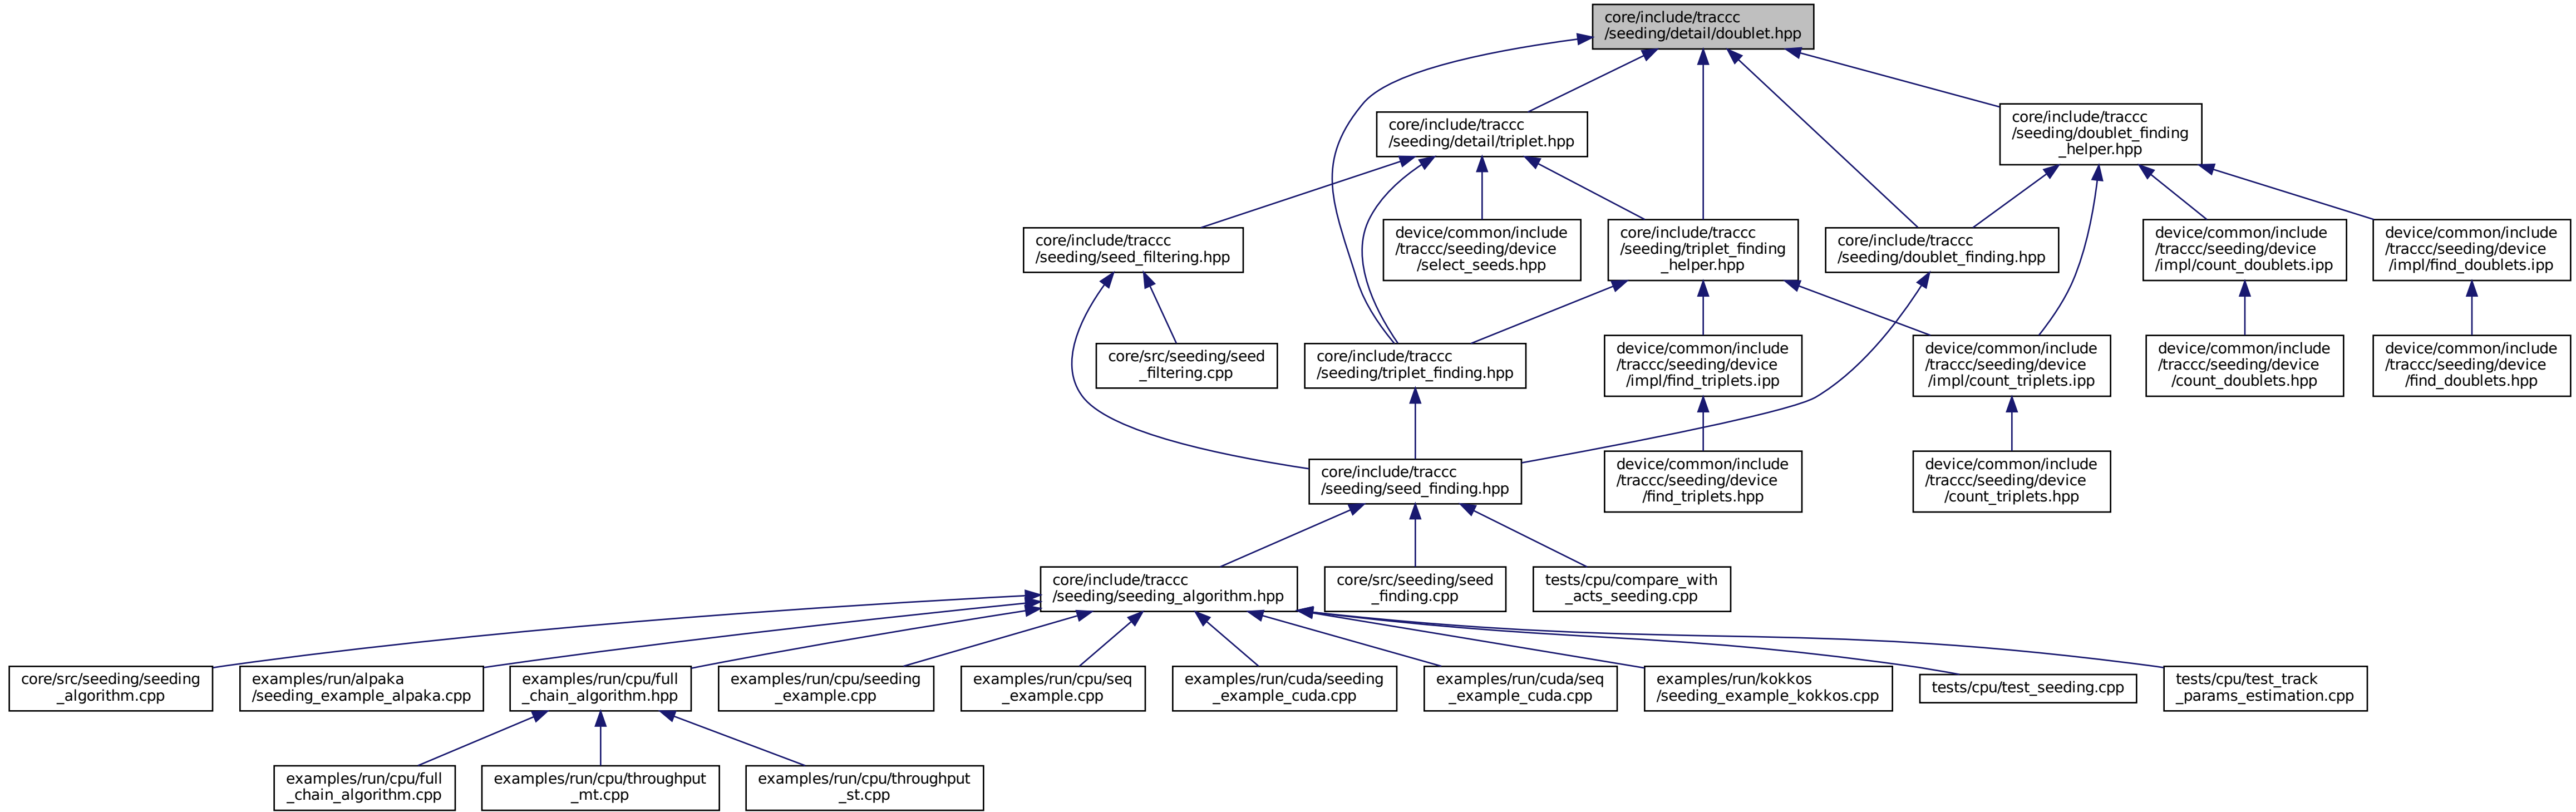 core/include/traccc
/seeding/detail/doublet.hpp
core/include/traccc
/seeding/detail/triplet.hpp
core/include/traccc
/seeding/doublet_finding
_helper.hpp
core/include/traccc
/seeding/seed_filtering.hpp
device/common/include
/traccc/seeding/device
/select_seeds.hpp
core/include/traccc
/seeding/triplet_finding
_helper.hpp
core/include/traccc
/seeding/doublet_finding.hpp
device/common/include
/traccc/seeding/device
/impl/count_doublets.ipp
device/common/include
/traccc/seeding/device
/impl/find_doublets.ipp
core/src/seeding/seed
_filtering.cpp
core/include/traccc
/seeding/triplet_finding.hpp
device/common/include
/traccc/seeding/device
/impl/find_triplets.ipp
device/common/include
/traccc/seeding/device
/impl/count_triplets.ipp
device/common/include
/traccc/seeding/device
/count_doublets.hpp
device/common/include
/traccc/seeding/device
/find_doublets.hpp
core/include/traccc
/seeding/seed_finding.hpp
device/common/include
/traccc/seeding/device
/find_triplets.hpp
device/common/include
/traccc/seeding/device
/count_triplets.hpp
core/include/traccc
/seeding/seeding_algorithm.hpp
core/src/seeding/seed
_finding.cpp
tests/cpu/compare_with
_acts_seeding.cpp
core/src/seeding/seeding
_algorithm.cpp
examples/run/alpaka
/seeding_example_alpaka.cpp
examples/run/cpu/full
_chain_algorithm.hpp
examples/run/cpu/seeding
_example.cpp
examples/run/cpu/seq
_example.cpp
examples/run/cuda/seeding
_example_cuda.cpp
examples/run/cuda/seq
_example_cuda.cpp
examples/run/kokkos
/seeding_example_kokkos.cpp
tests/cpu/test_seeding.cpp
tests/cpu/test_track
_params_estimation.cpp
examples/run/cpu/full
_chain_algorithm.cpp
examples/run/cpu/throughput
_mt.cpp
examples/run/cpu/throughput
_st.cpp